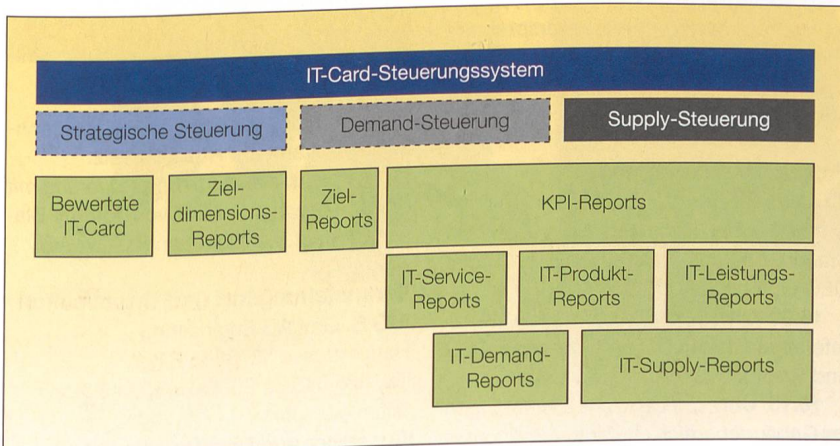 IT-Card-Steuerungssystem
Strategische Steuerung
Demand-Steuerung
Supply-Steuerung
Bewertete
IT-Card
Ziel-
dimensions-
Reports
Ziel-
Reports
KPI-Reports
IT-Service-
Reports
IT-Produkt-
Reports
IT-Leistungs-
Reports
IT-Demand-
Reports
IT-Supply-Reports